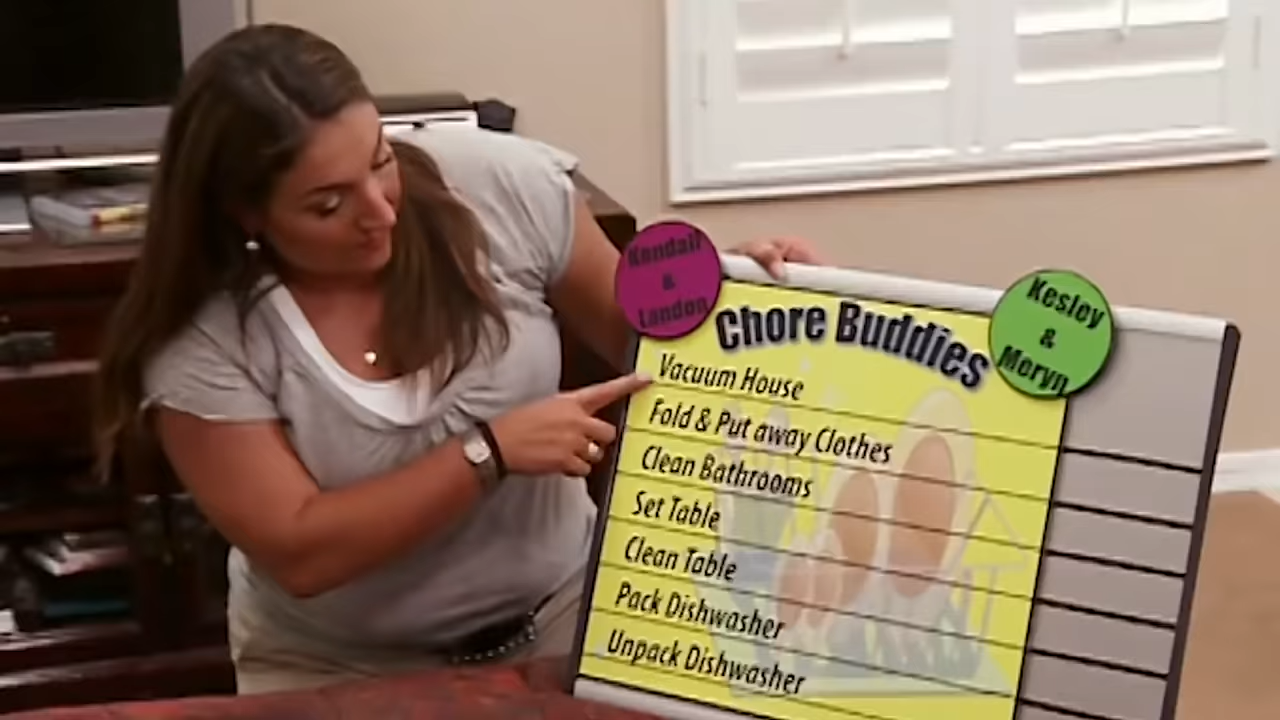 Kendall
&
Landon
Chore Buddies
Kesley
&
Meryn
Vacuum House
Fold & Put away Clothes
Clean Bathrooms
Set Table
Clean Table
Pack Dishwasher
Unpack Dishwasher